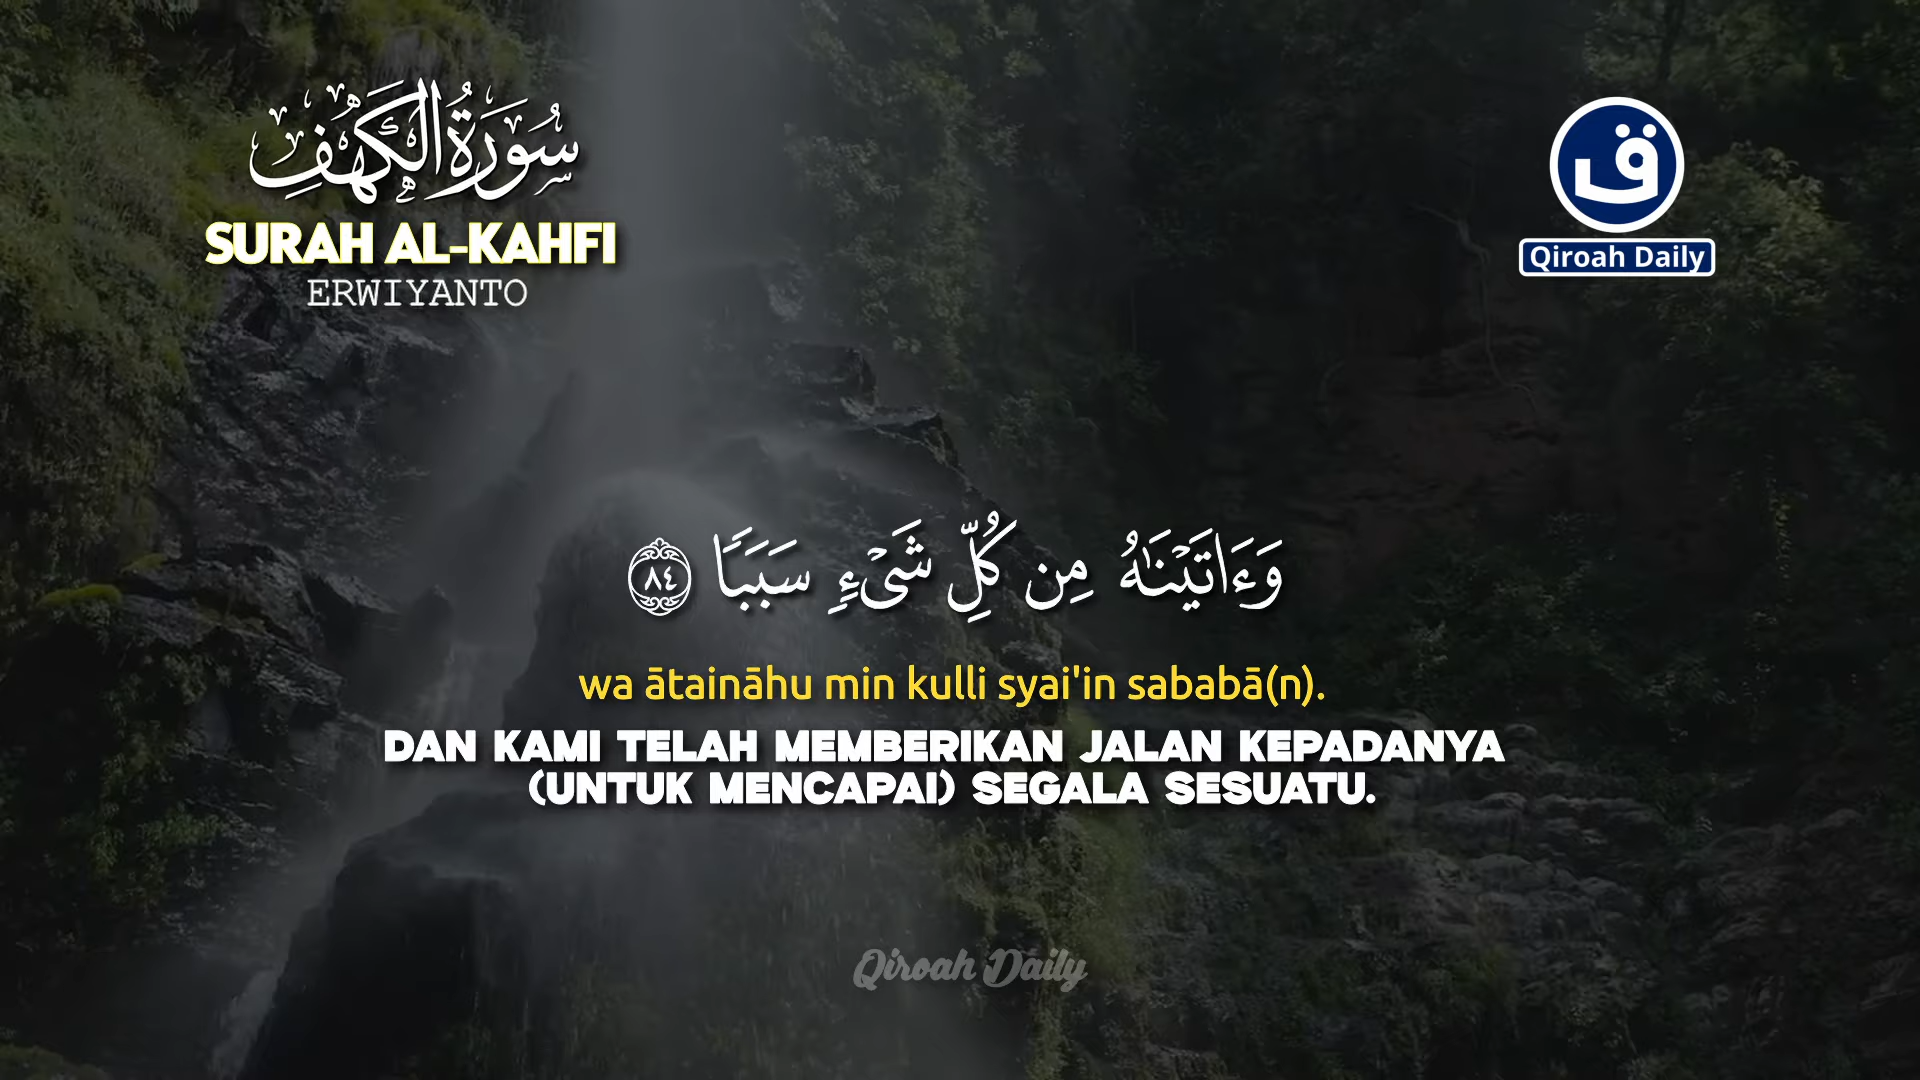 سُورَةُ الْكَهْفِ
SURAH AL-KAHFI
ERWIYANTO
ق
Qiroah Daily
وَءَاتَيْنَـٰهُ مِن كُلِّ شَىْءٍ سَبَبًا ٨٤
wa ātaināhu min kulli syai'in sababā(n).
DAN KAMI TELAH MEMBERIKAN JALAN KEPADANYA
(UNTUK MENCAPAI) SEGALA SESUATU.
Qiroah Daily